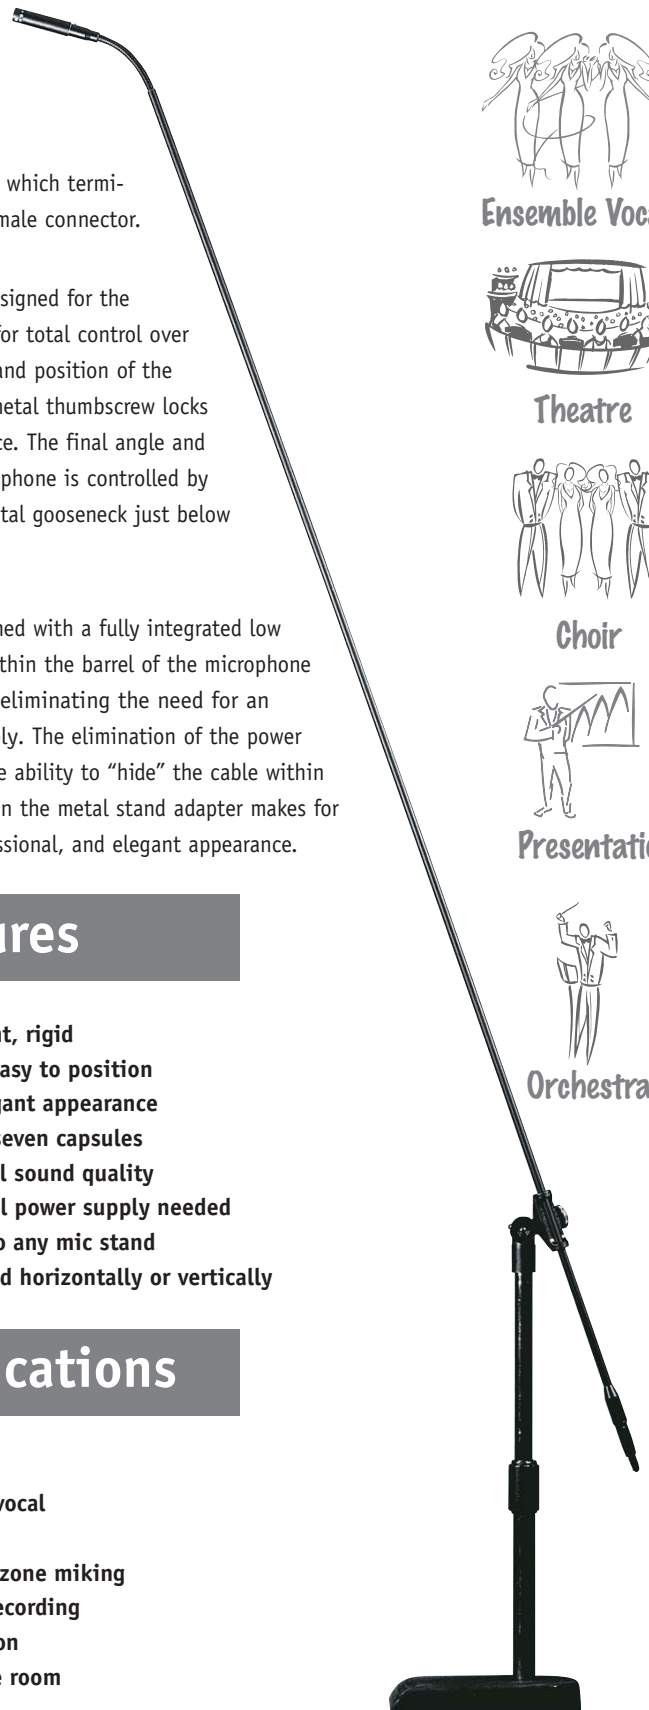 which termi-
male connector.
signed for the
for total control over
and position of the
metal thumbscrew locks
ce. The final angle and
phone is controlled by
tal gooseneck just below
ned with a fully integrated low
thin the barrel of the microphone
eliminating the need for an
ly. The elimination of the power
e ability to “hide” the cable within
n the metal stand adapter makes for
ssional, and elegant appearance.
ures
t, rigid
asy to position
gant appearance
seven capsules
l sound quality
l power supply needed
o any mic stand
d horizontally or vertically
cations
vocal
zone miking
ecording
on
e room
Ensemble Voca
Theatre
Choir
Presentatio
Orchestra